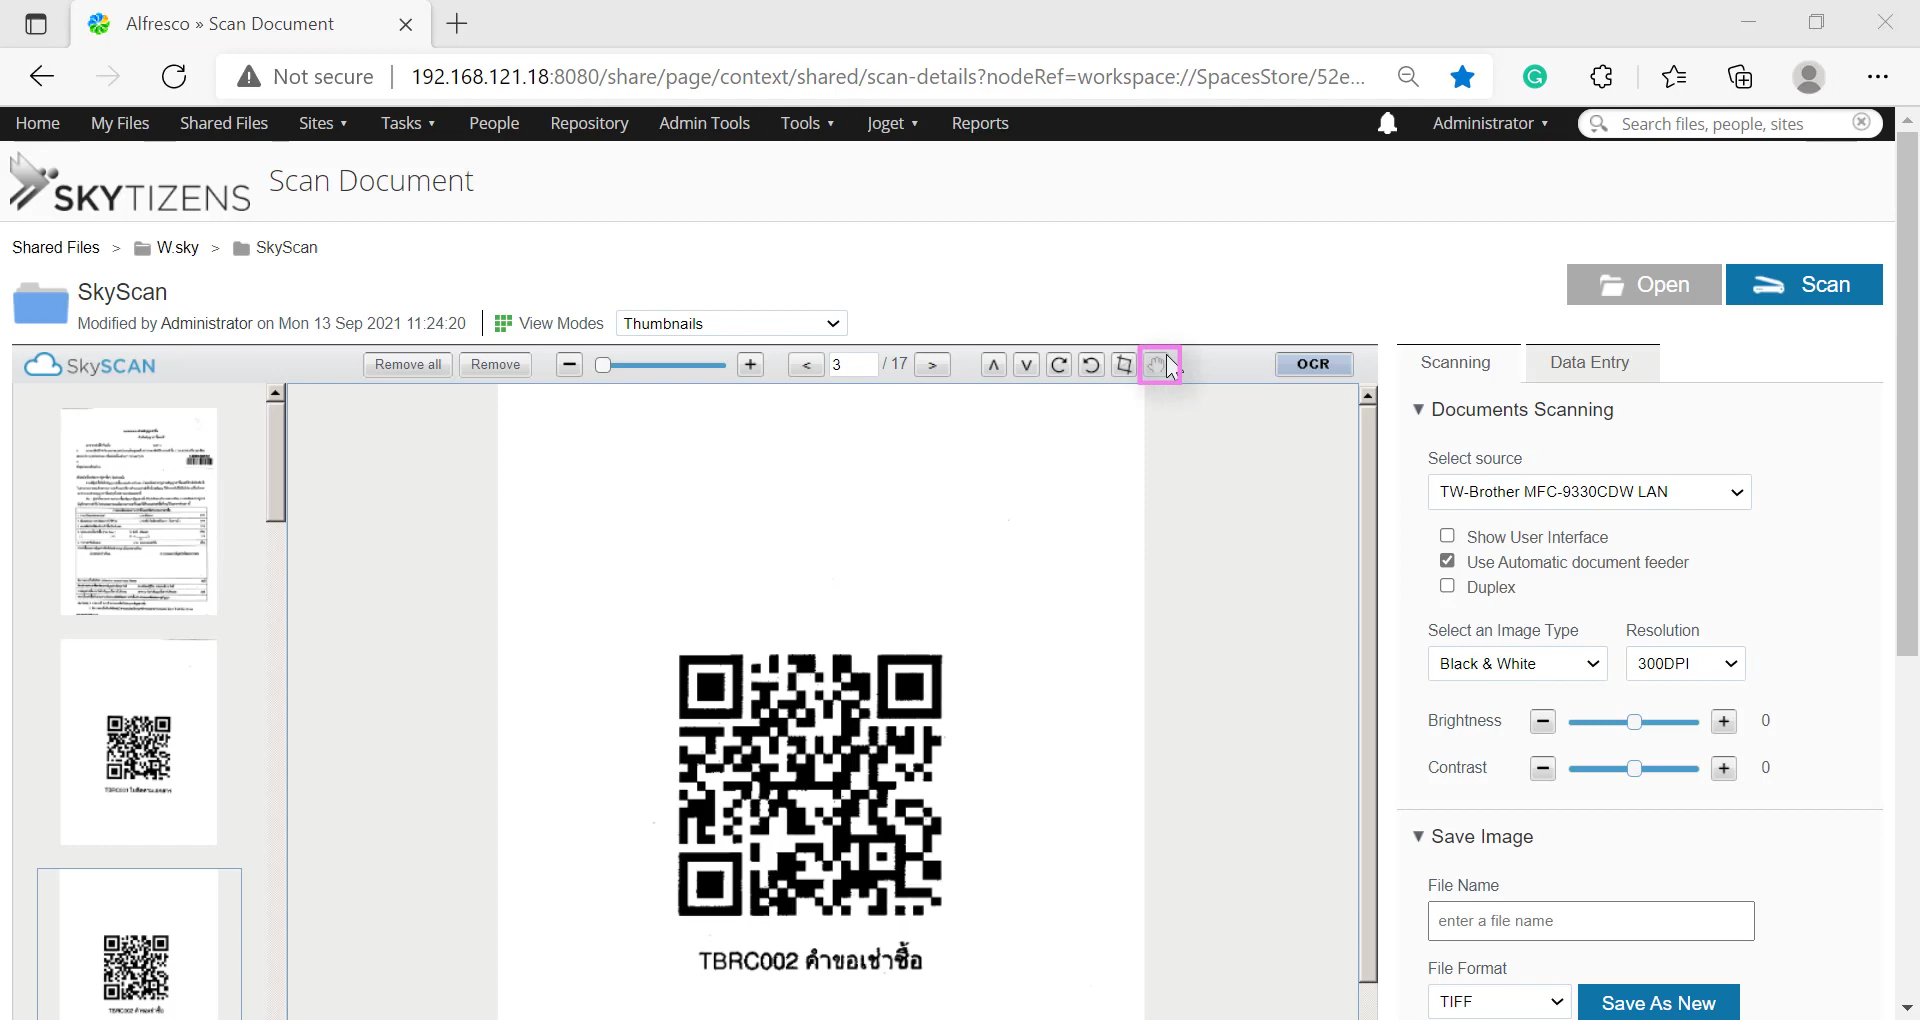 Alfresco » Scan Document
Not secure
192.168.121.18:8080/share/page/context/shared/scan-details?nodeRef=workspace://SpacesStore/52e...
Home My Files Shared Files Sites Tasks People Repository Admin Tools Tools Joget Reports
Administrator
Search files, people, sites
SKYTIZENS
Scan Document
Shared Files > W.sky > SkyScan
Open
Scan
SkyScan
Modified by Administrator on Mon 13 Sep 2021 11:24:20
View Modes
Thumbnails
SkySCAN
Remove all
Remove
3 / 17
OCR
Scanning
Data Entry
Documents Scanning
Select source
TW-Brother MFC-9330CDW LAN
Show User Interface
Use Automatic document feeder
Duplex
Select an Image Type
Resolution
Black & White
300DPI
Brightness
0
Contrast
0
TBRC002 คำขอเช่าซื้อ
Save Image
File Name
enter a file name
File Format
TIFF
Save As New